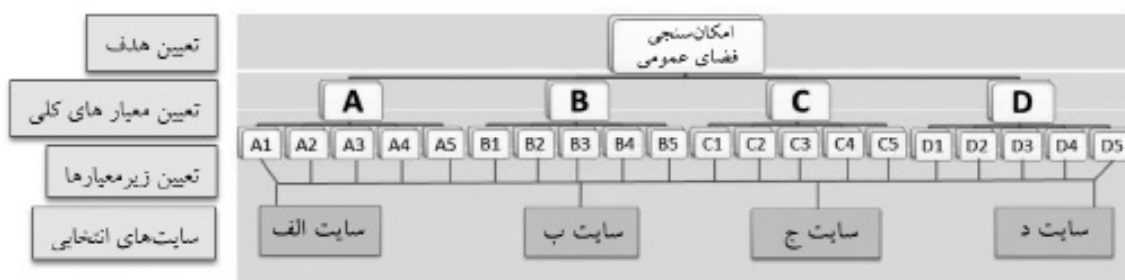 تعیین هدف
امکان‌سنجی
فضای عمومی
تعیین معیار های کلی
A B C D
A1 A2 A3 A4 A5 B1 B2 B3 B4 B5 C1 C2 C3 C4 C5 D1 D2 D3 D4 D5
تعیین زیرمعیارها
سایت‌های انتخابی
سایت الف
سایت ب
سایت ج
سایت د